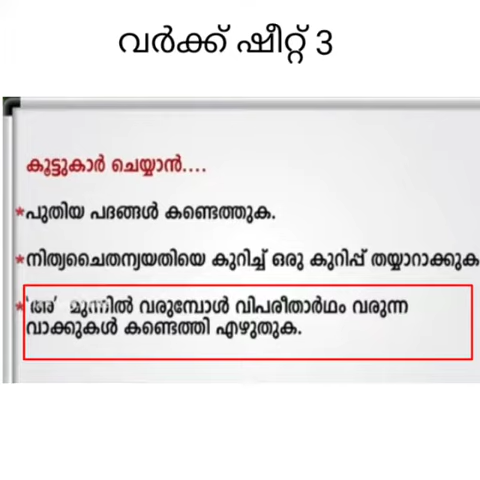 വർക്ക് ഷീറ്റ് 3
കൂട്ടുകാർ ചെയ്യാൻ....
*പുതിയ പദങ്ങൾ കണ്ടെത്തുക.
*നിത്യചൈതന്യയതിയെ കുറിച്ച് ഒരു കുറിപ്പ് തയ്യാറാക്കുക
*'അ' മുന്നിൽ വരുമ്പോൾ വിപരീതാർഥം വരുന്ന
വാക്കുകൾ കണ്ടെത്തി എഴുതുക.